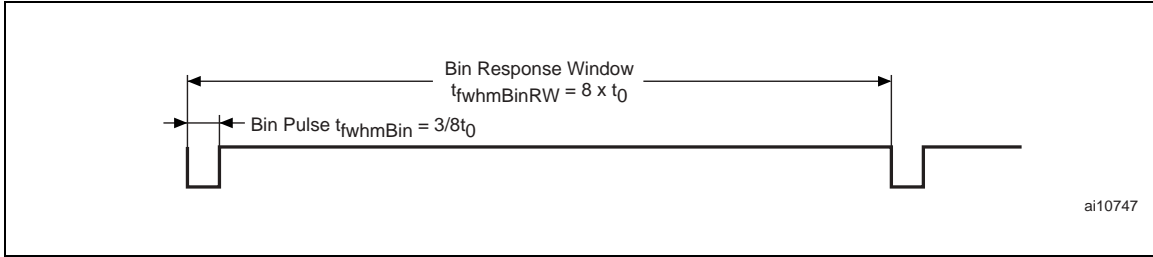 Bin Response Window
tfwhmBinRW = 8 x t0
Bin Pulse tfwhmBin = 3/8t0
ai10747